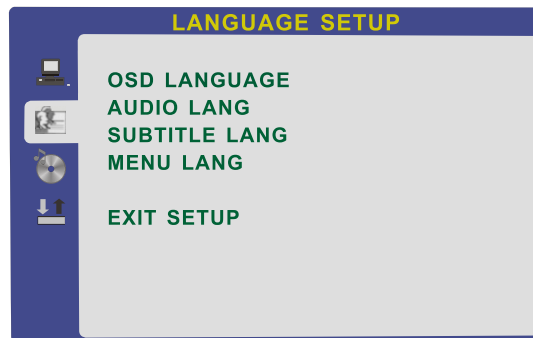 LANGUAGE SETUP
OSD LANGUAGE
AUDIO LANG
SUBTITLE LANG
MENU LANG
EXIT SETUP